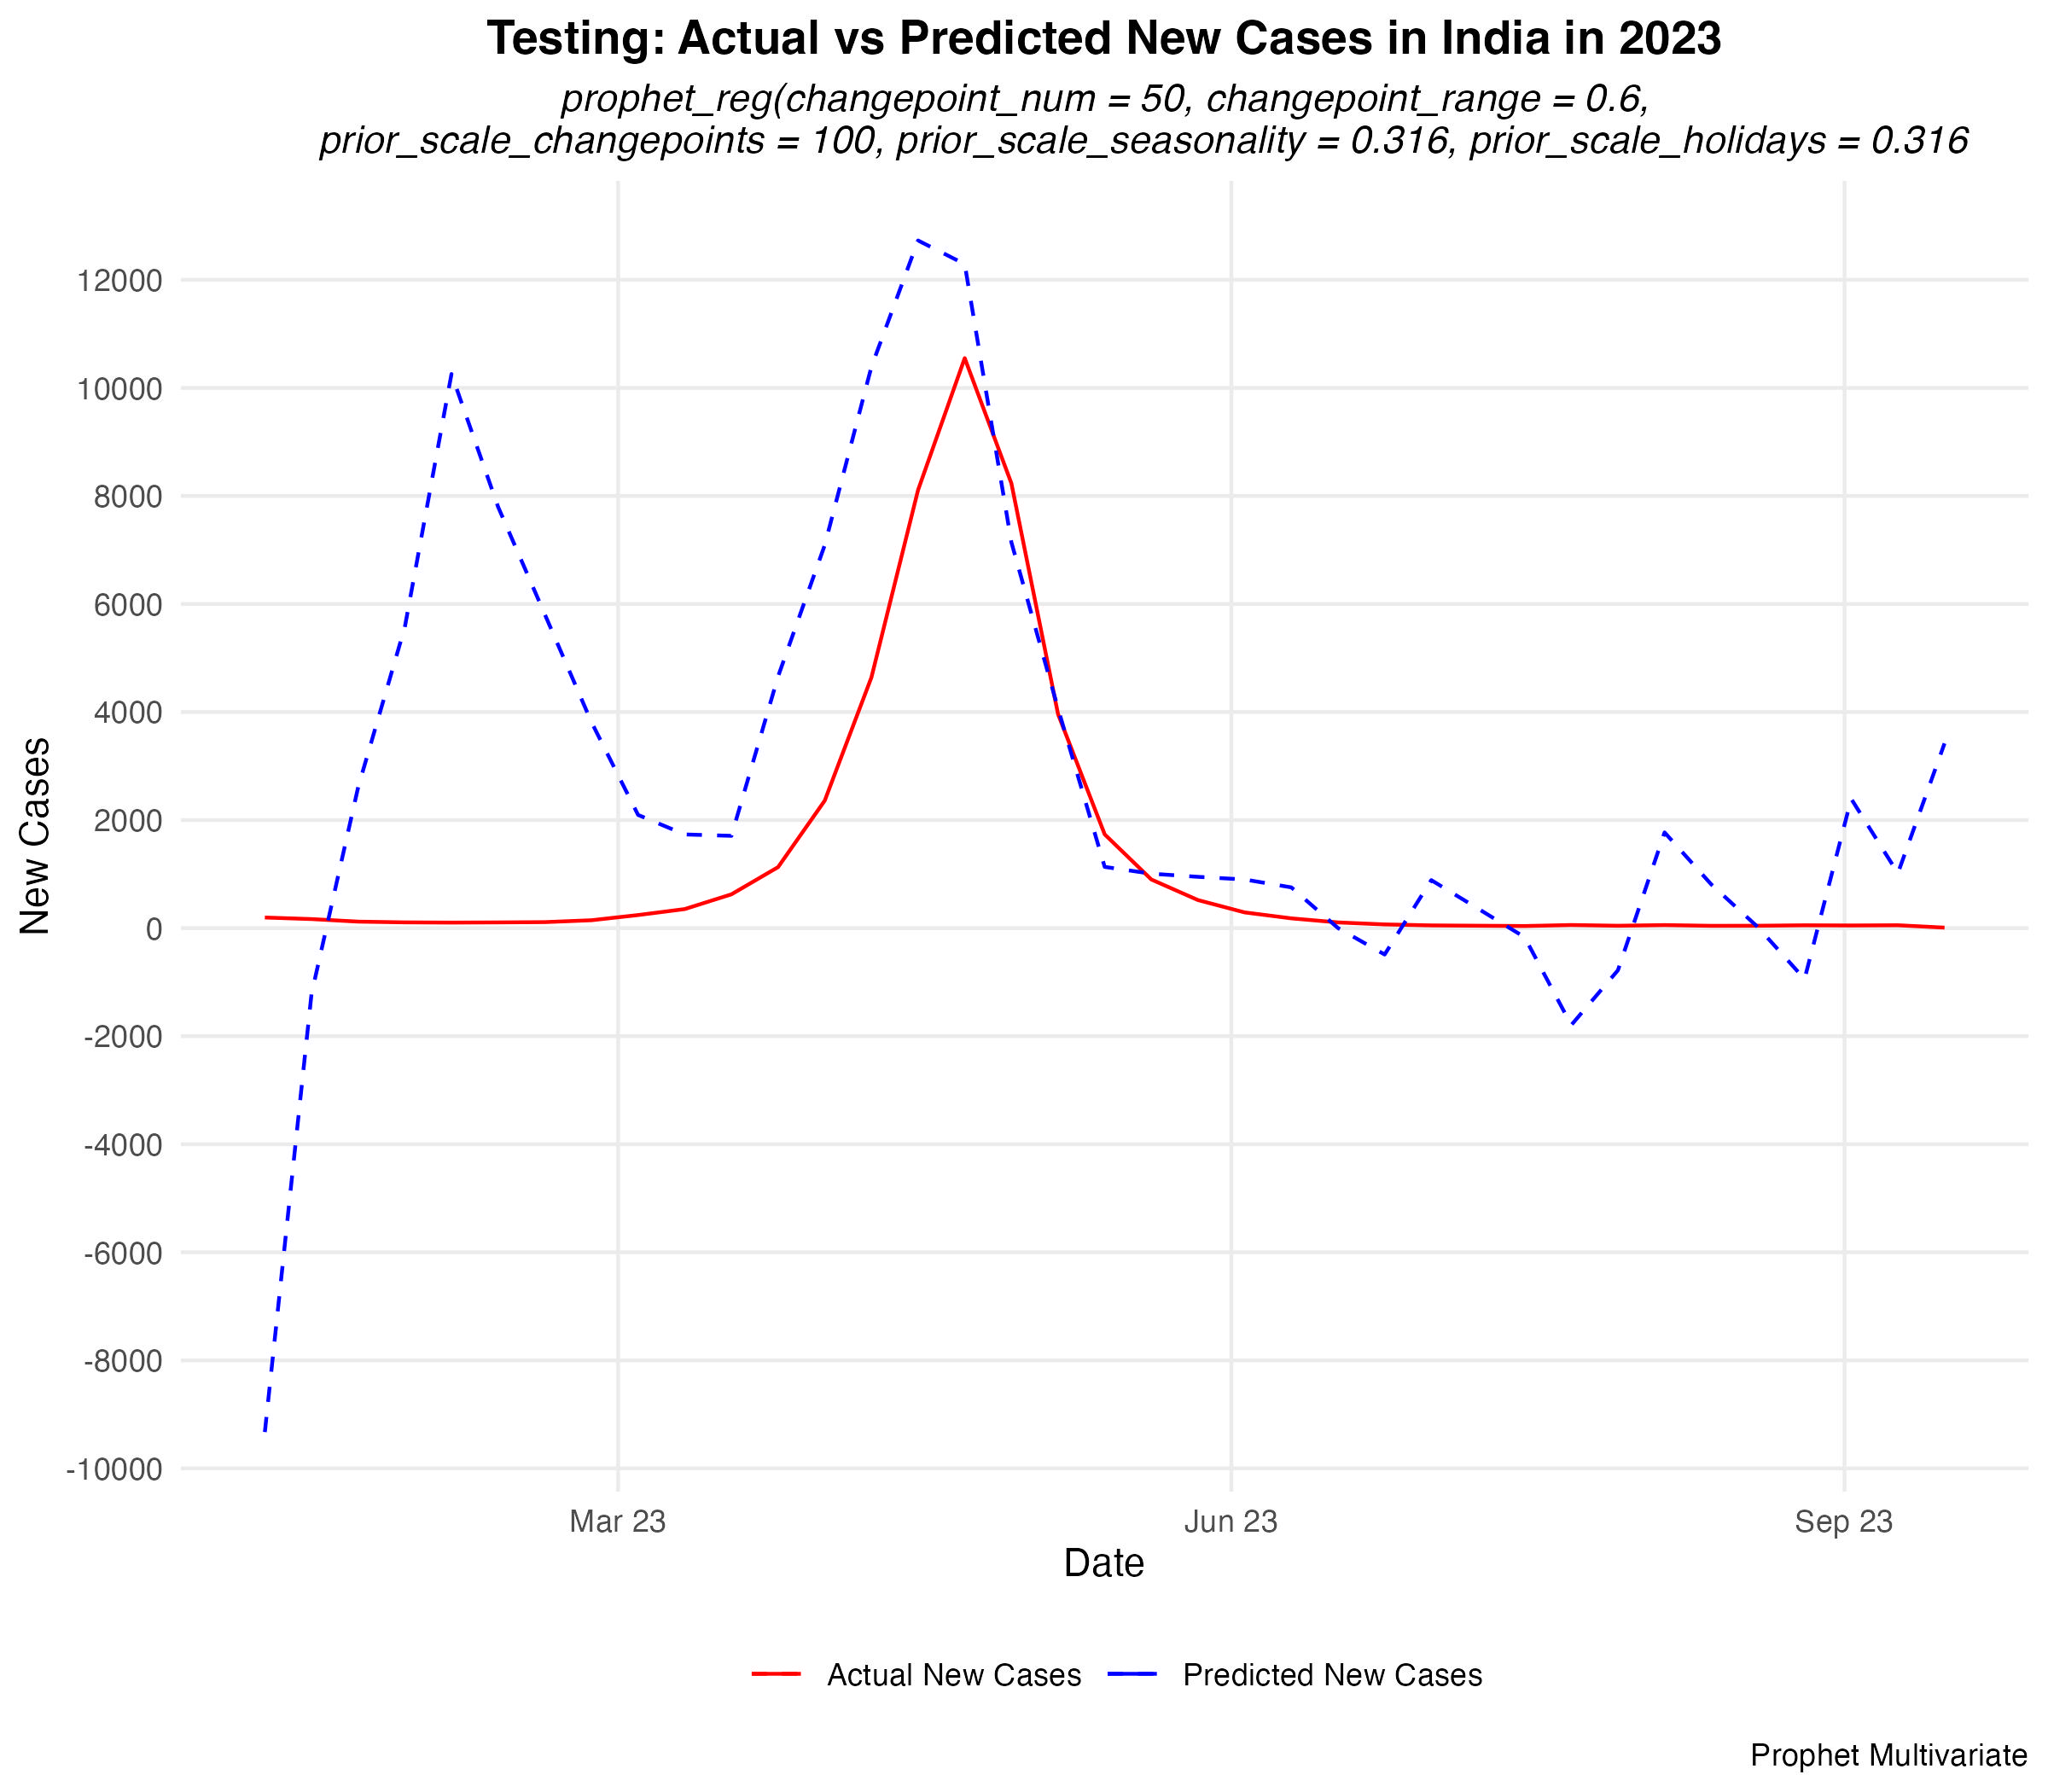 Testing: Actual vs Predicted New Cases in India in 2023
prophet_reg(changepoint_num = 50, changepoint_range = 0.6,
prior_scale_changepoints = 100, prior_scale_seasonality = 0.316, prior_scale_holidays = 0.316
New Cases
12000
10000
8000
6000
4000
2000
0
-2000
-4000
-6000
-8000
-10000
Mar 23
Jun 23
Sep 23
Date
Actual New Cases
Predicted New Cases
Prophet Multivariate